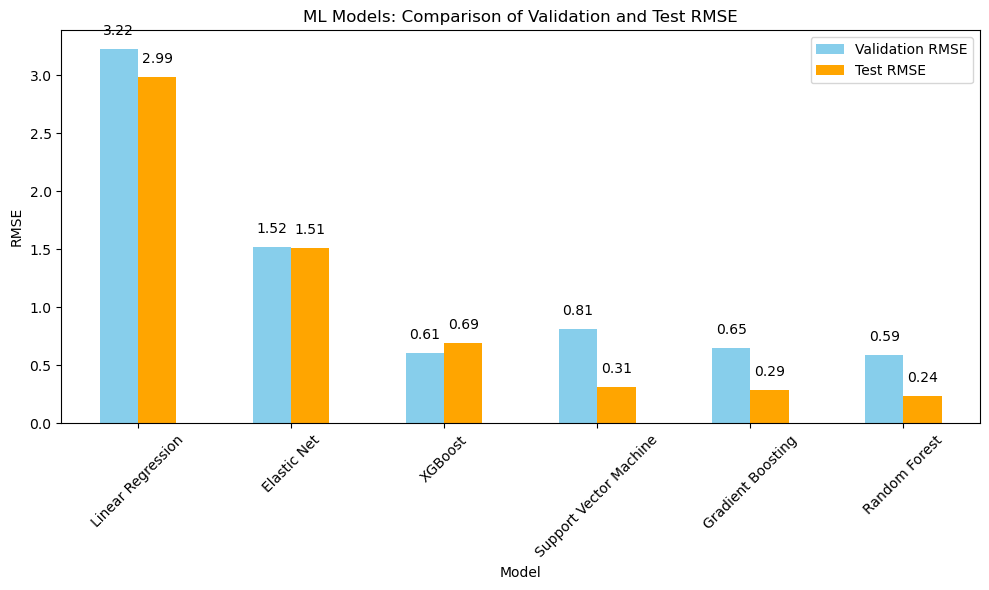 ML Models: Comparison of Validation and Test RMSE
Validation RMSE
Test RMSE
RMSE
3.0
2.5
2.0
1.5
1.0
0.5
0.0
3.22
2.99
1.52
1.51
0.61
0.69
0.81
0.31
0.65
0.29
0.59
0.24
Linear Regression
Elastic Net
XGBoost
Support Vector Machine
Gradient Boosting
Random Forest
Model